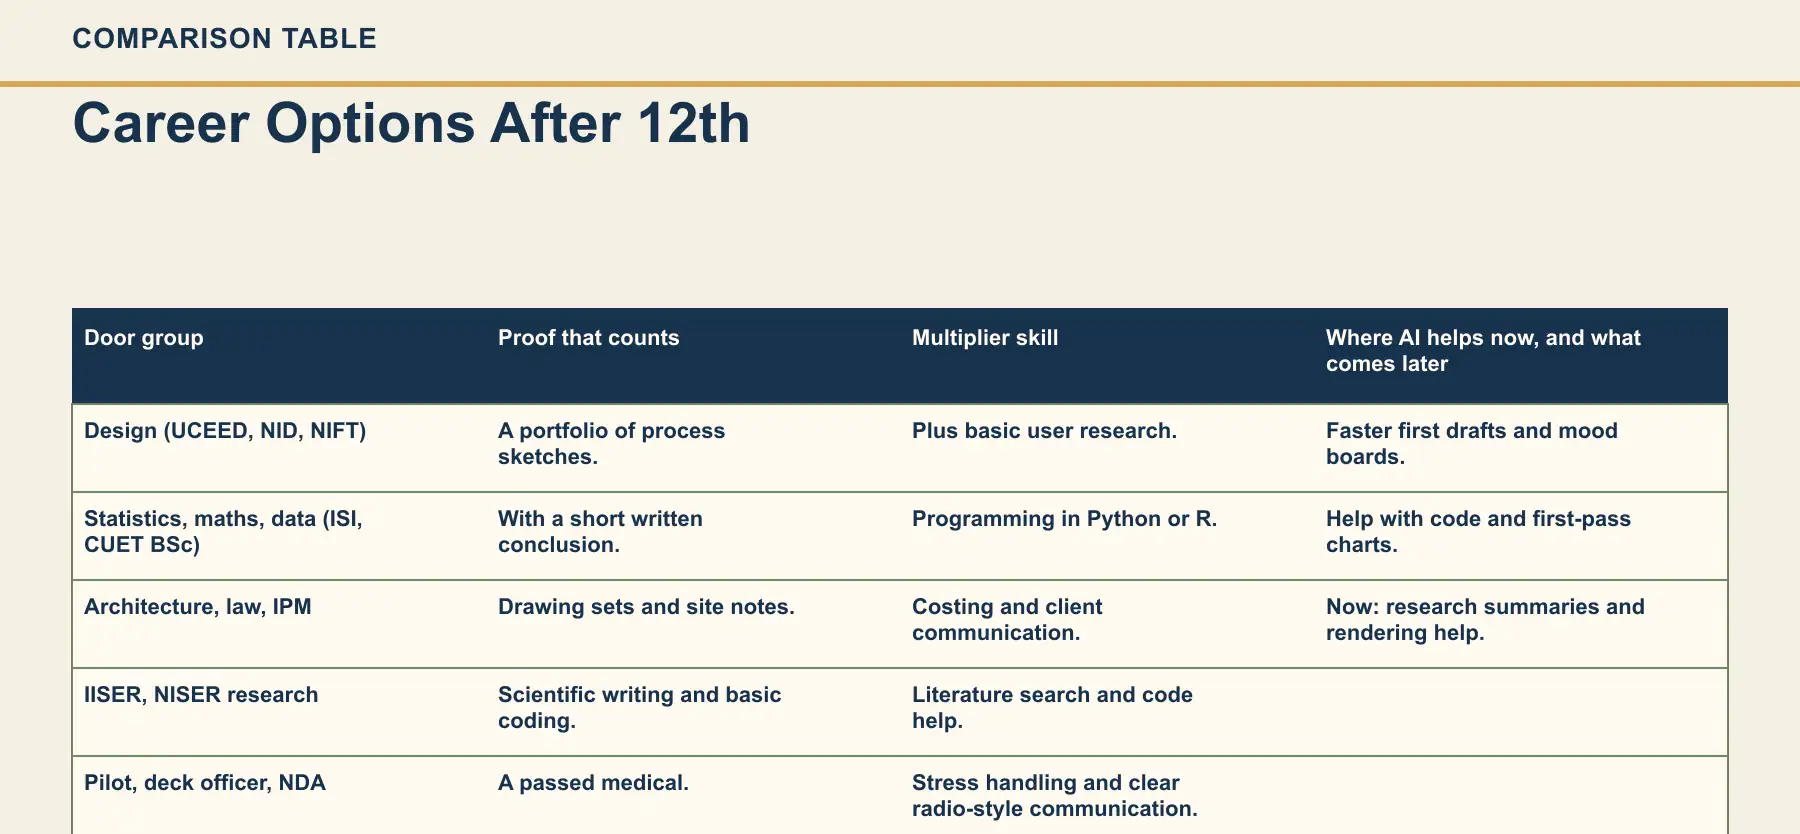 COMPARISON TABLE
Career Options After 12th
Door group
Proof that counts
Multiplier skill
Where AI helps now, and what
comes later
Design (UCEED, NID, NIFT)
A portfolio of process
sketches.
Plus basic user research.
Faster first drafts and mood
boards.
Statistics, maths, data (ISI,
CUET BSc)
With a short written
conclusion.
Programming in Python or R.
Help with code and first-pass
charts.
Architecture, law, IPM
Drawing sets and site notes.
Costing and client
communication.
Now: research summaries and
rendering help.
IISER, NISER research
Scientific writing and basic
coding.
Literature search and code
help.
Pilot, deck officer, NDA
A passed medical.
Stress handling and clear
radio-style communication.